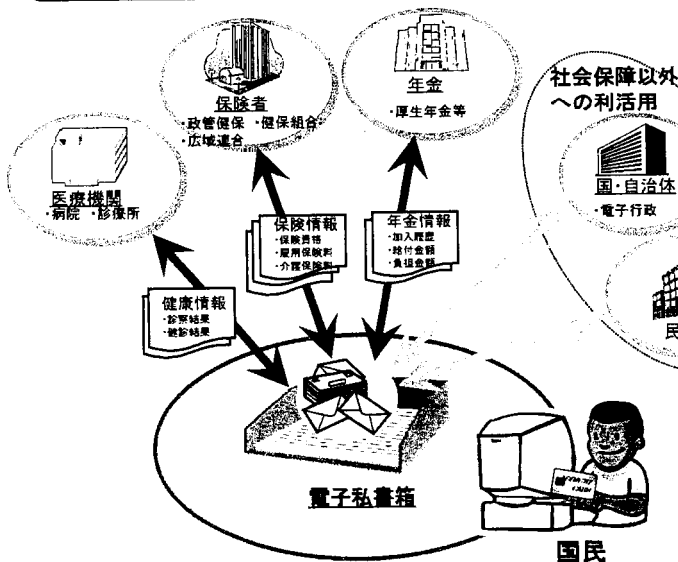 保険者
・政管健保 ・健保組合
・広域連合
年金
・厚生年金等
社会保障以外
への利活用
国・自治体
・電子行政
民
医療機関
・病院 ・診療所
保険情報
・保険資格
・雇用保険料
・介護保険料
年金情報
・加入履歴
・給付金額
・負担金額
健康情報
・診察結果
・健診結果
電子私書箱
国民